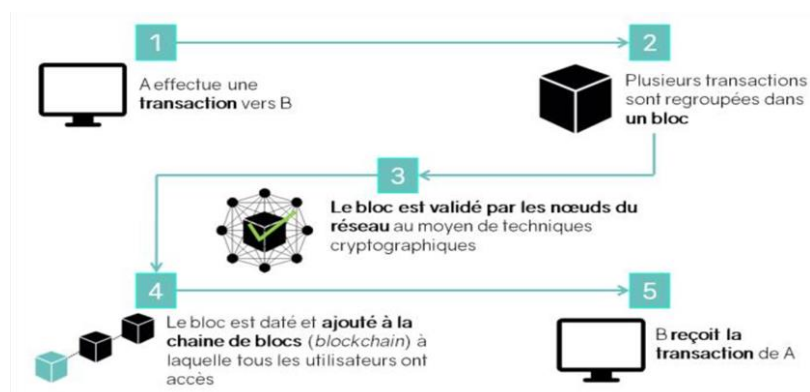 1
2
A effectue une
transaction vers B
Plusieurs transactions
sont regroupées dans
un bloc
3
Le bloc est validé par les nœuds du
réseau au moyen de techniques
cryptographiques
4
5
Le bloc est daté et ajouté à la
chaine de blocs (blockchain) à
laquelle tous les utilisateurs ont
accès
B reçoit la
transaction de A